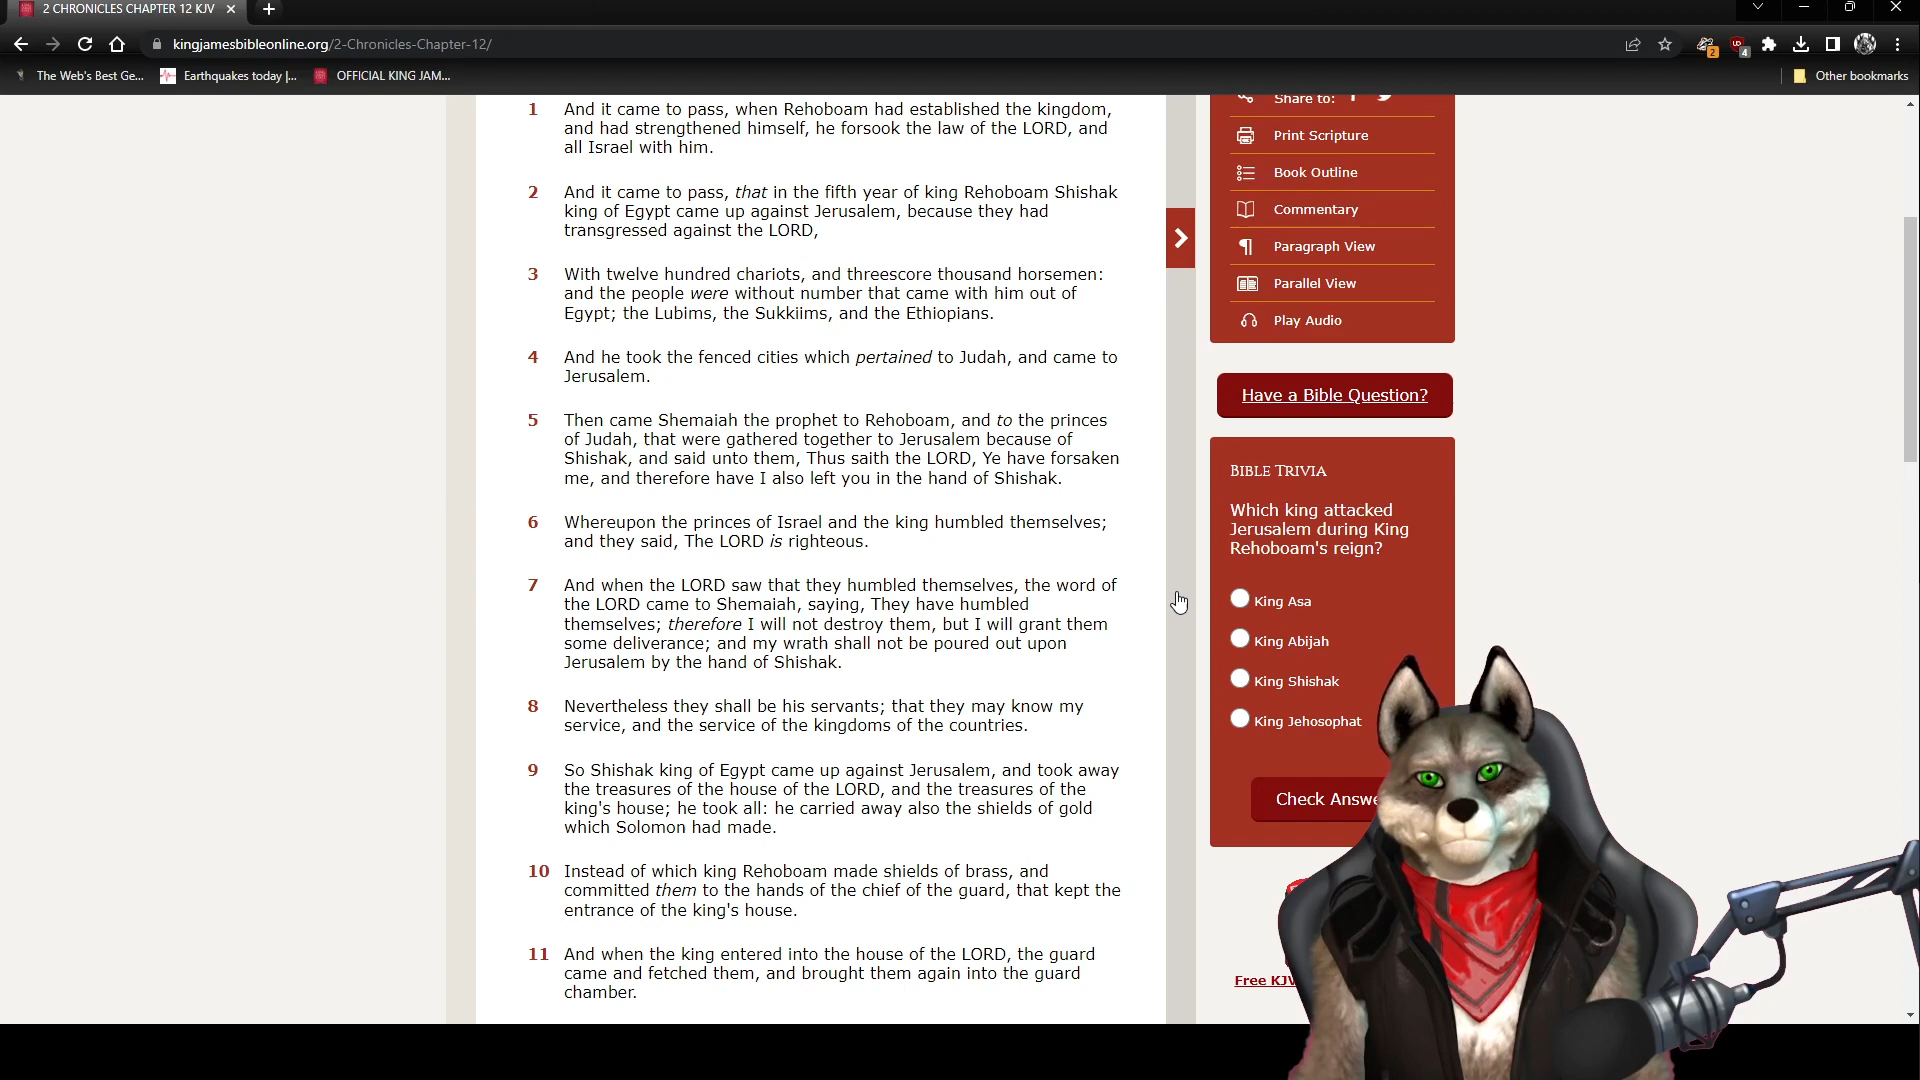 2 CHRONICLES CHAPTER 12 KJV
kingjamesbibleonline.org/2-Chronicles-Chapter-12/
2
4
The Web's Best Ge...
Earthquakes today |...
OFFICIAL KING JAM...
Other bookmarks
1 And it came to pass, when Rehoboam had established the kingdom,
and had strengthened himself, he forsook the law of the LORD, and
all Israel with him.
2 And it came to pass, that in the fifth year of king Rehoboam Shishak
king of Egypt came up against Jerusalem, because they had
transgressed against the LORD,
3 With twelve hundred chariots, and threescore thousand horsemen:
and the people were without number that came with him out of
Egypt; the Lubims, the Sukkiims, and the Ethiopians.
4 And he took the fenced cities which pertained to Judah, and came to
Jerusalem.
5 Then came Shemaiah the prophet to Rehoboam, and to the princes
of Judah, that were gathered together to Jerusalem because of
Shishak, and said unto them, Thus saith the LORD, Ye have forsaken
me, and therefore have I also left you in the hand of Shishak.
6 Whereupon the princes of Israel and the king humbled themselves;
and they said, The LORD is righteous.
7 And when the LORD saw that they humbled themselves, the word of
the LORD came to Shemaiah, saying, They have humbled
themselves; therefore I will not destroy them, but I will grant them
some deliverance; and my wrath shall not be poured out upon
Jerusalem by the hand of Shishak.
8 Nevertheless they shall be his servants; that they may know my
service, and the service of the kingdoms of the countries.
9 So Shishak king of Egypt came up against Jerusalem, and took away
the treasures of the house of the LORD, and the treasures of the
king's house; he took all: he carried away also the shields of gold
which Solomon had made.
10 Instead of which king Rehoboam made shields of brass, and
committed them to the hands of the chief of the guard, that kept the
entrance of the king's house.
11 And when the king entered into the house of the LORD, the guard
came and fetched them, and brought them again into the guard
chamber.
Share to:
Print Scripture
Book Outline
Commentary
Paragraph View
Parallel View
Play Audio
Have a Bible Question?
BIBLE TRIVIA
Which king attacked
Jerusalem during King
Rehoboam's reign?
King Asa
King Abijah
King Shishak
King Jehosophat
Check Answe
Free KJV